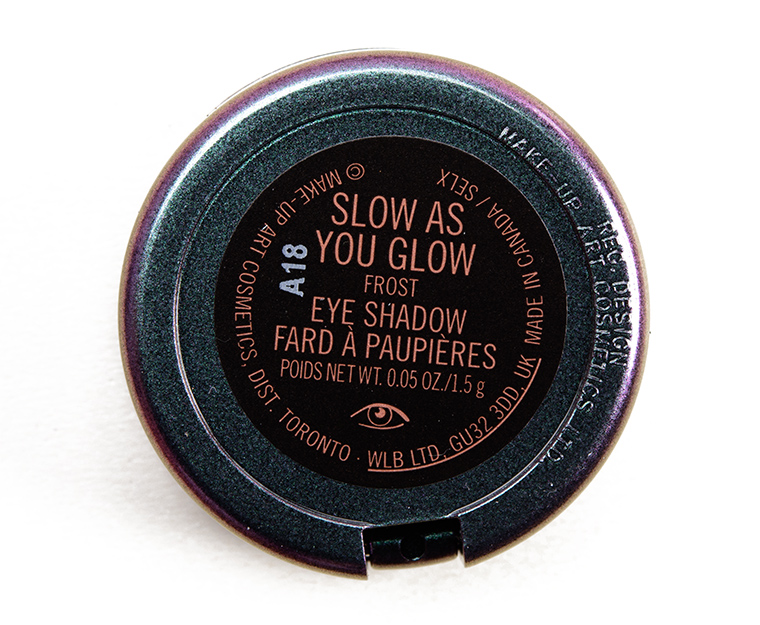 SLOW AS
YOU GLOW
FROST
EYE SHADOW
FARD À PAUPIÈRES
POIDS NET WT. 0.05 OZ./1.5 g
A18
© MAKE-UP ART COSMETICS, DIST. TORONTO · WLB LTD. GU32 3DD. UK MADE IN CANADA / SELX
MAKE-UP ART COSMETICS LTD.
REG. DESIGN